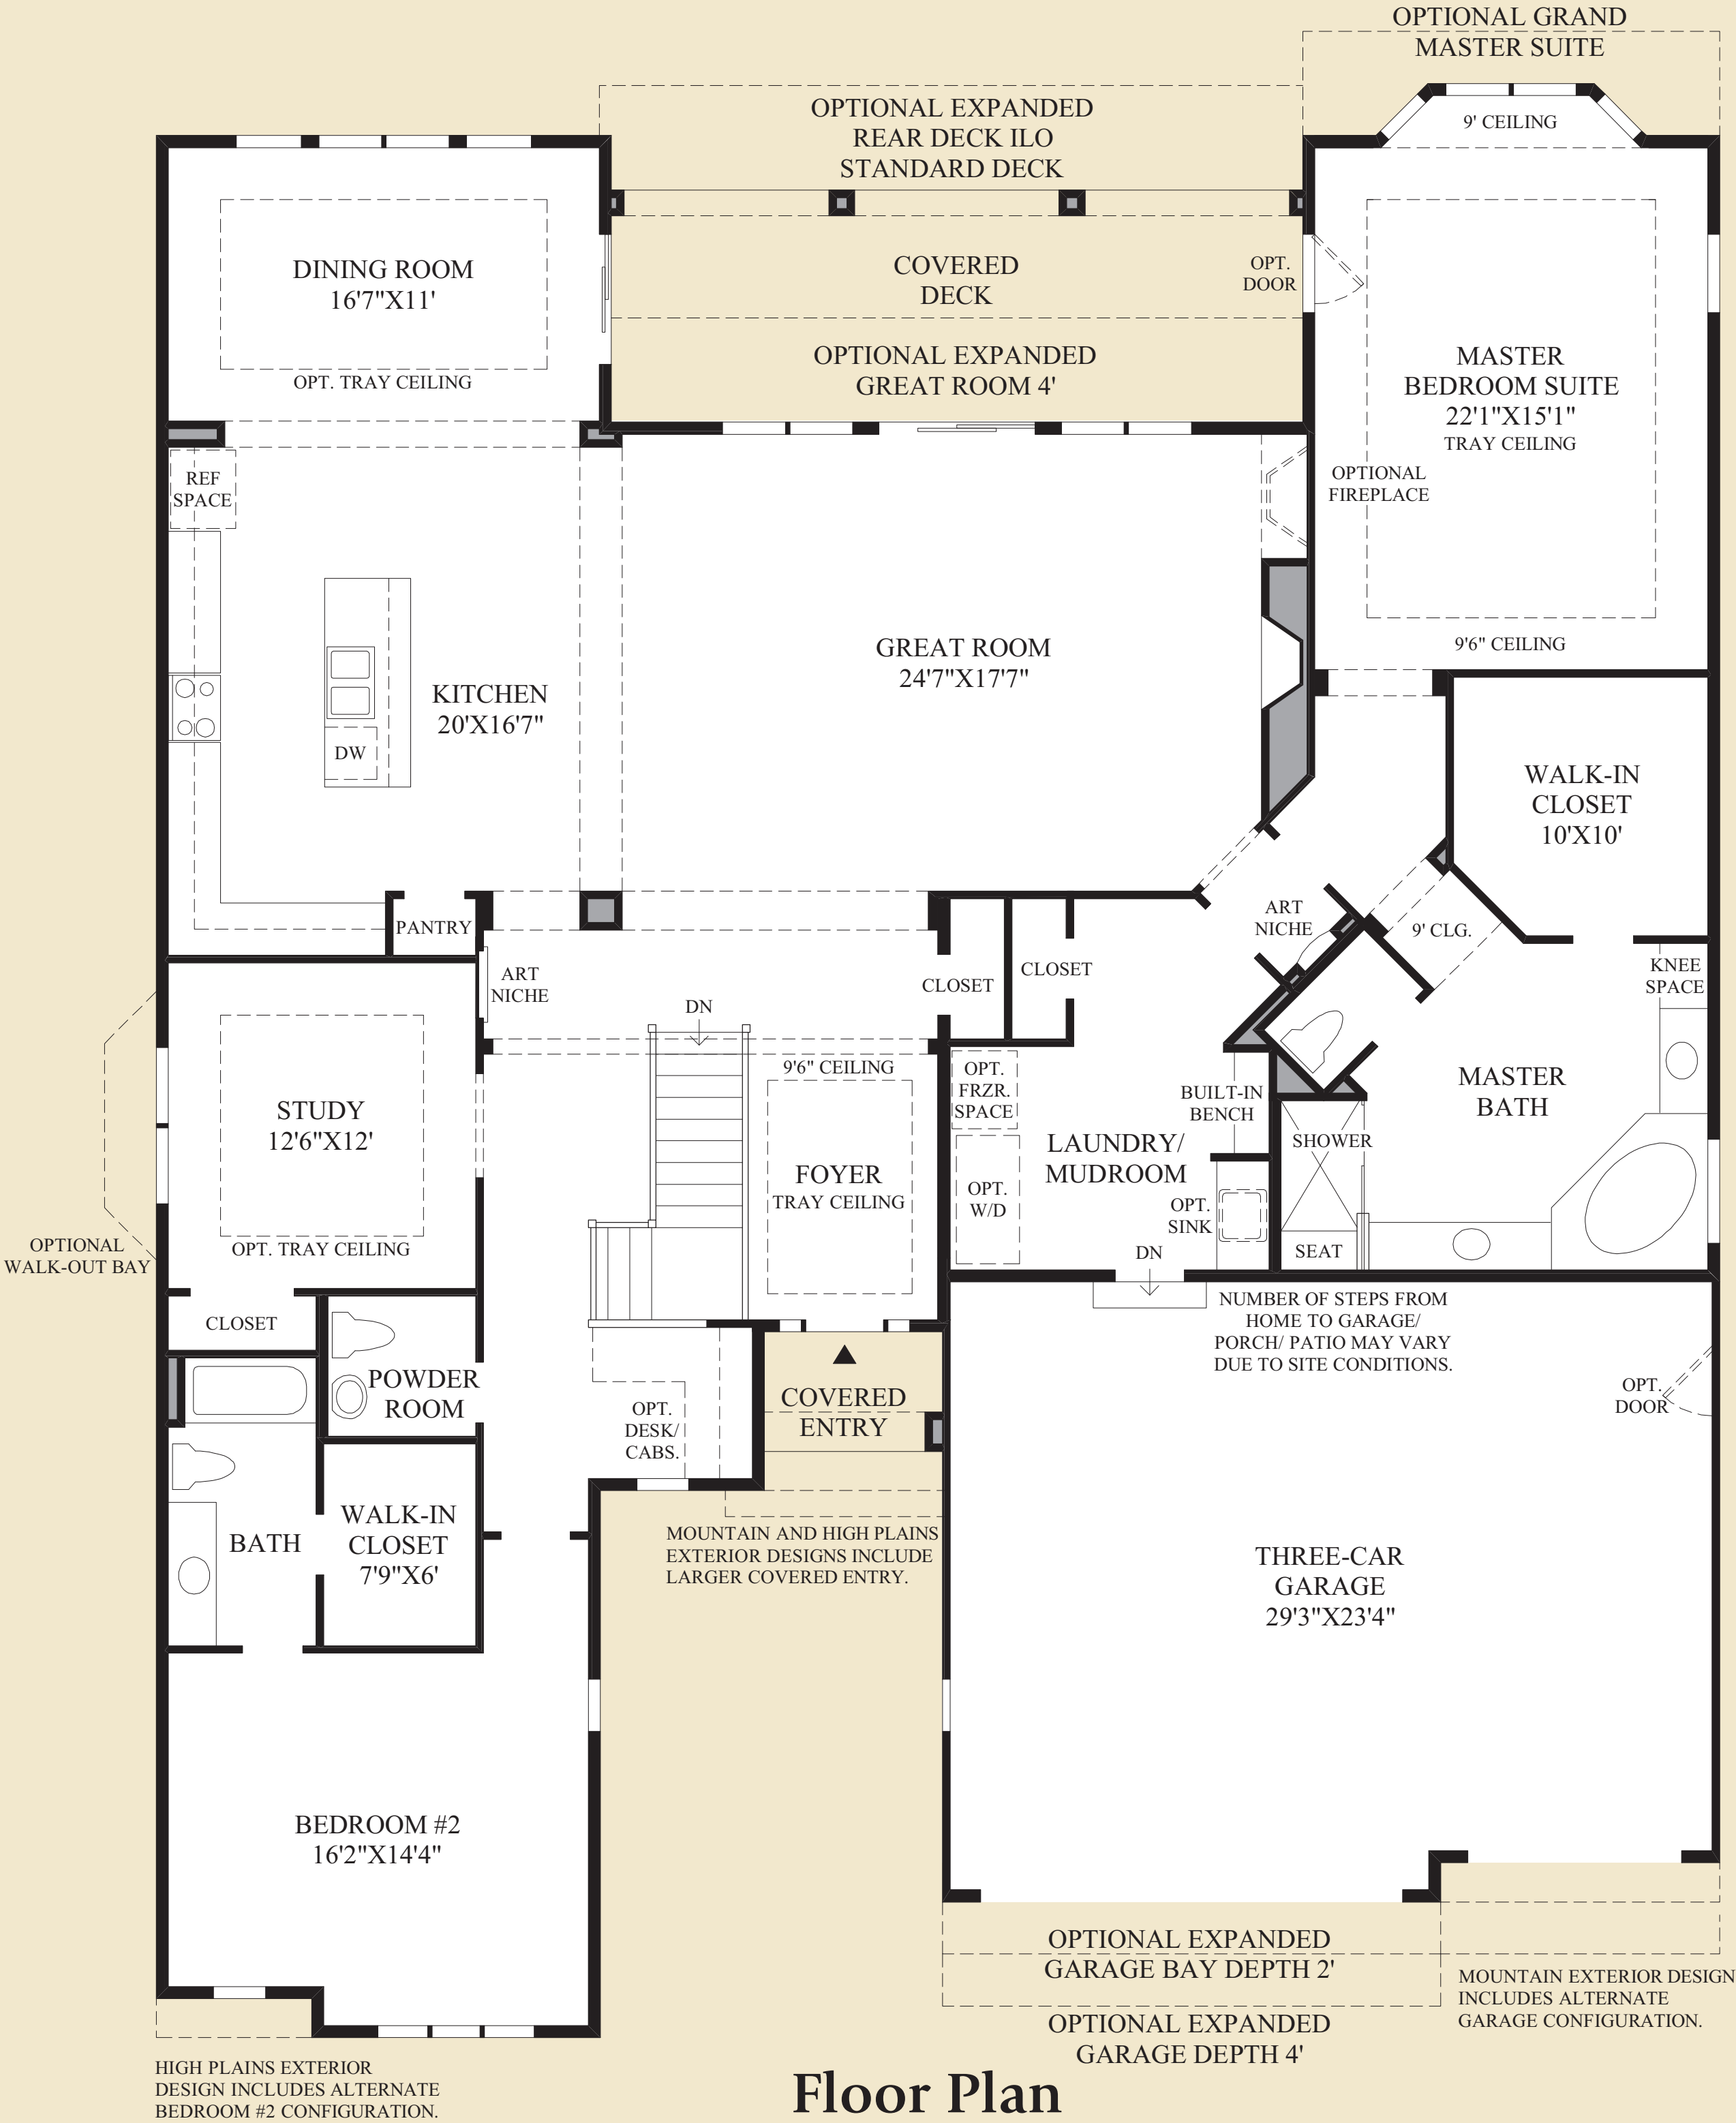 OPTIONAL GRAND
MASTER SUITE
9' CEILING
OPTIONAL EXPANDED
REAR DECK ILO
STANDARD DECK
DINING ROOM
16'7"X11'
OPT. TRAY CEILING
COVERED
DECK
OPT.
DOOR
OPTIONAL EXPANDED
GREAT ROOM 4'
MASTER
BEDROOM SUITE
22'1"X15'1"
TRAY CEILING
OPTIONAL
FIREPLACE
9'6" CEILING
REF
SPACE
KITCHEN
20'X16'7"
DW
GREAT ROOM
24'7"X17'7"
WALK-IN
CLOSET
10'X10'
PANTRY
ART
NICHE
DN
CLOSET
CLOSET
ART
NICHE
9' CLG.
KNEE
SPACE
STUDY
12'6"X12'
OPT. TRAY CEILING
OPTIONAL
WALK-OUT BAY
9'6" CEILING
FOYER
TRAY CEILING
OPT.
FRZR.
SPACE
OPT.
W/D
LAUNDRY/
MUDROOM
BUILT-IN
BENCH
OPT.
SINK
DN
SHOWER
SEAT
MASTER
BATH
CLOSET
POWDER
ROOM
OPT.
DESK/
CABS.
COVERED
ENTRY
NUMBER OF STEPS FROM
HOME TO GARAGE/
PORCH/ PATIO MAY VARY
DUE TO SITE CONDITIONS.
OPT.
DOOR
BATH
WALK-IN
CLOSET
7'9"X6'
MOUNTAIN AND HIGH PLAINS
EXTERIOR DESIGNS INCLUDE
LARGER COVERED ENTRY.
THREE-CAR
GARAGE
29'3"X23'4"
BEDROOM #2
16'2"X14'4"
OPTIONAL EXPANDED
GARAGE BAY DEPTH 2'
OPTIONAL EXPANDED
GARAGE DEPTH 4'
MOUNTAIN EXTERIOR DESIGN
INCLUDES ALTERNATE
GARAGE CONFIGURATION.
HIGH PLAINS EXTERIOR
DESIGN INCLUDES ALTERNATE
BEDROOM #2 CONFIGURATION.
Floor Plan